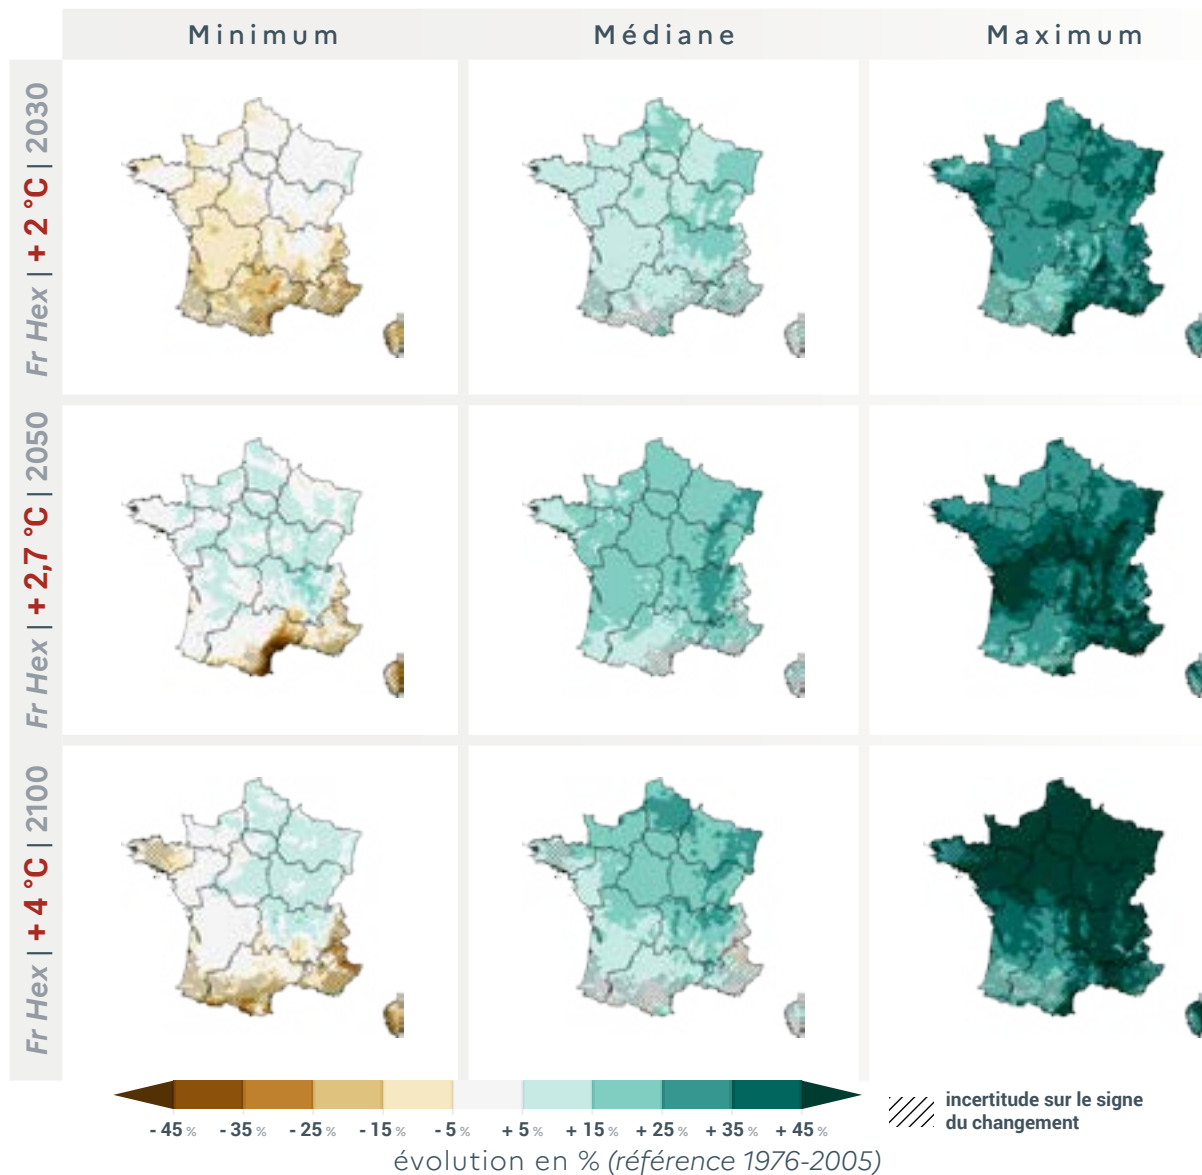 Minimum
Médiane
Maximum
Fr Hex | + 2 °C | 2030
Fr Hex | + 2,7 °C | 2050
Fr Hex | + 4 °C | 2100
- 45 %
- 35 %
- 25 %
- 15 %
- 5 %
+ 5 %
+ 15 %
+ 25 %
+ 35 %
+ 45 %
incertitude sur le signe
du changement
évolution en % (référence 1976-2005)